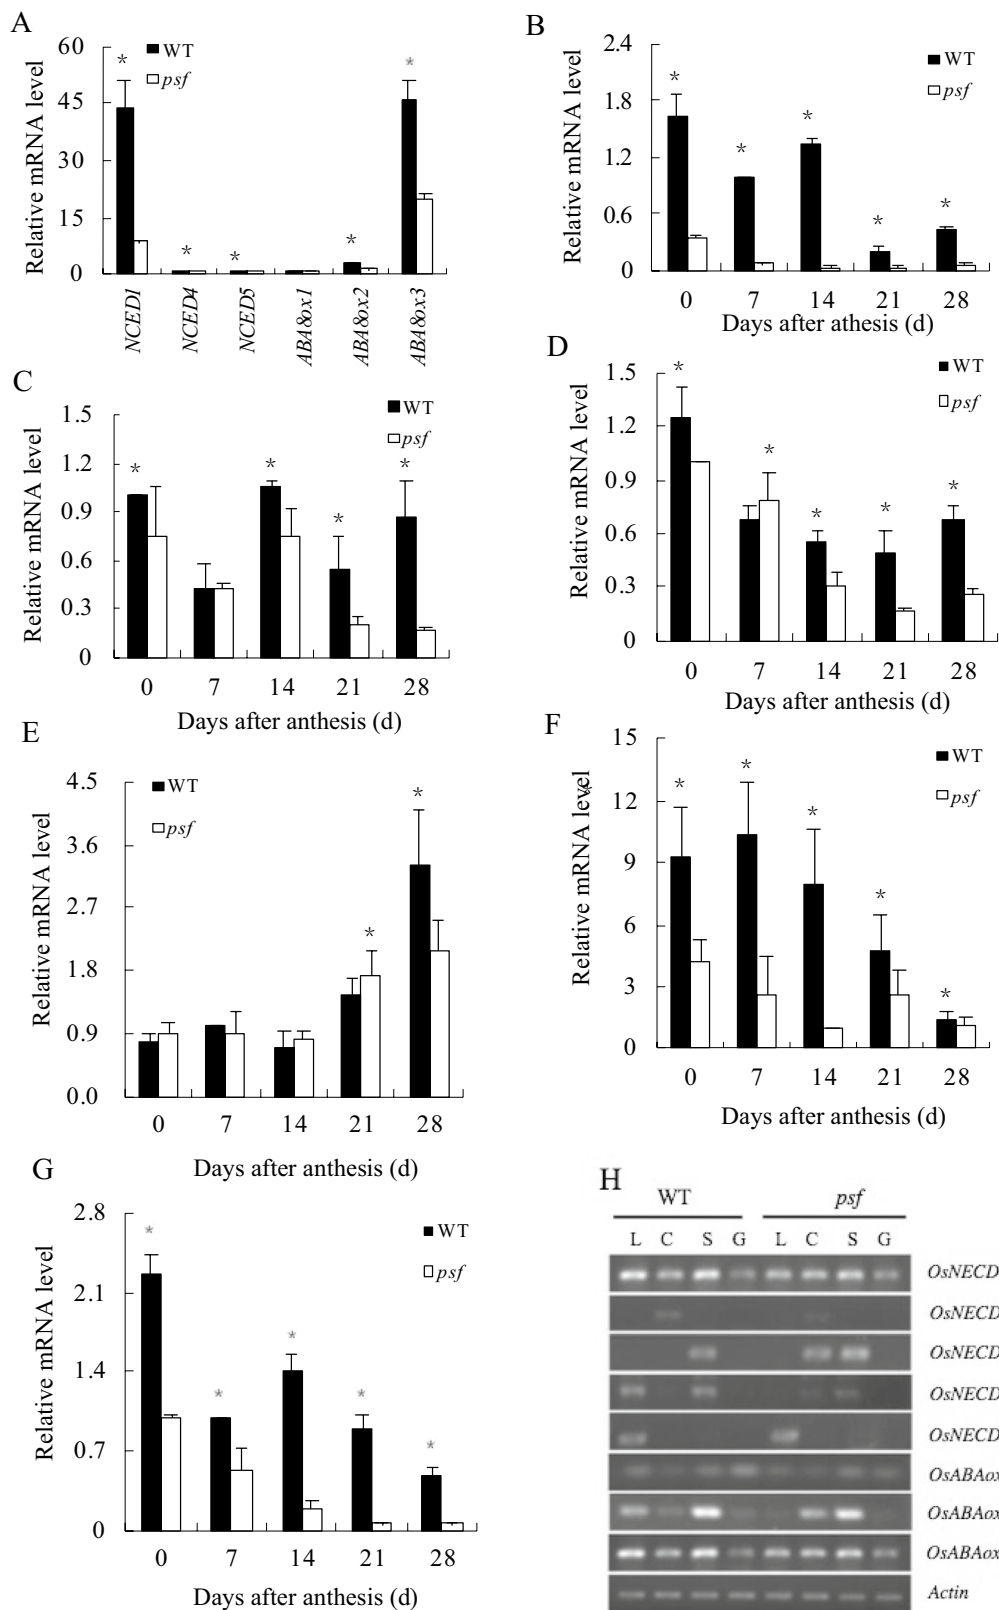 A
60
45
30
15
0
Relative mRNA level
*
*
*
*
*
WT
psf
NCED1
NCED4
NCED5
ABA8ox1
ABA8ox2
ABA8ox3
B
2.4
1.8
1.2
0.6
0
Relative mRNA level
*
*
*
*
*
WT
psf
0 7 14 21 28
Days after athesis (d)
C
1.5
1.2
0.9
0.6
0.3
0
Relative mRNA level
*
*
*
*
WT
psf
0 7 14 21 28
Days after anthesis (d)
D
1.5
1.2
0.9
0.6
0.3
0
Relative mRNA level
*
*
*
*
*
WT
psf
0 7 14 21 28
Days after anthesis (d)
E
4.5
3.6
2.7
1.8
0.9
0.0
Relative mRNA level
*
*
WT
psf
0 7 14 21 28
Days after anthesis (d)
F
15
12
9
6
3
0
Relative mRNA level
*
*
*
*
*
WT
psf
0 7 14 21 28
Days after anthesis (d)
G
2.8
2.1
1.4
0.7
0
Relative mRNA level
*
*
*
*
*
WT
psf
0 7 14 21 28
Days after anthesis (d)
H
WT psf
L C S G L C S G
OsNECD
OsNECD
OsNECD
OsNECD
OsNECD
OsABAox
OsABAox
OsABAox
Actin